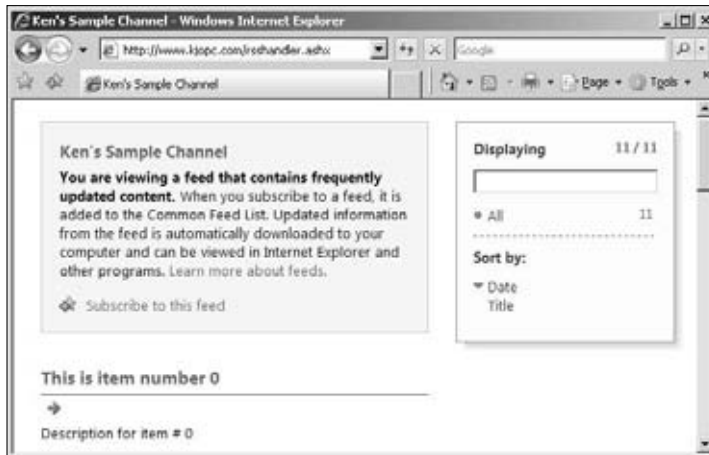 Ken's Sample Channel - Windows Internet Explorer
http://www.kjopc.com/rsshandler.ashx
Google
Ken's Sample Channel
Page
Tools
Ken's Sample Channel
You are viewing a feed that contains frequently
updated content. When you subscribe to a feed, it is
added to the Common Feed List. Updated information
from the feed is automatically downloaded to your
computer and can be viewed in Internet Explorer and
other programs. Learn more about feeds.
Subscribe to this feed
Displaying 11 / 11
All 11
Sort by:
Date
Title
This is item number 0
Description for item # 0